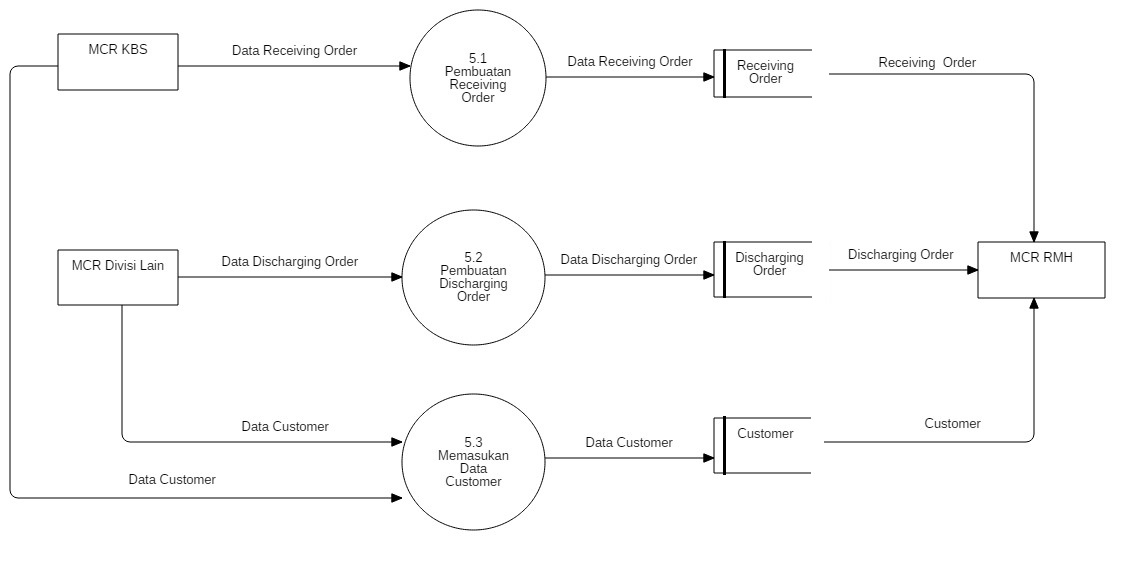 MCR KBS
Data Receiving Order
5.1
Pembuatan
Receiving
Order
Data Receiving Order
Receiving
Order
Receiving  Order
MCR Divisi Lain
Data Discharging Order
5.2
Pembuatan
Discharging
Order
Data Discharging Order
Discharging
Order
Discharging Order
MCR RMH
Data Customer
Data Customer
5.3
Memasukan
Data
Customer
Data Customer
Customer
Customer